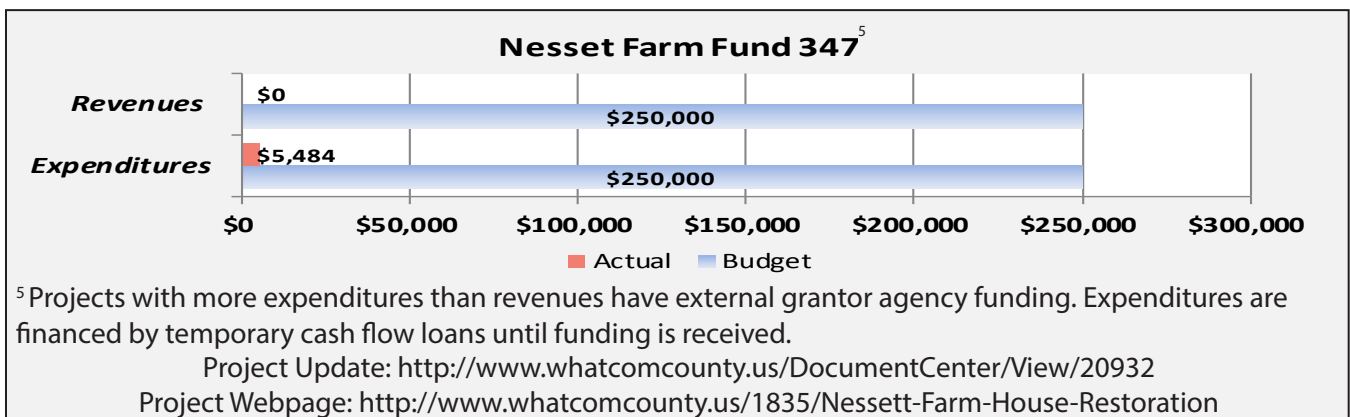 Nesset Farm Fund 347⁵
Revenues
$0
$250,000
Expenditures
$5,484
$250,000
$0 $50,000 $100,000 $150,000 $200,000 $250,000 $300,000
Actual Budget
⁵ Projects with more expenditures than revenues have external grantor agency funding. Expenditures are
financed by temporary cash flow loans until funding is received.
Project Update: http://www.whatcomcounty.us/DocumentCenter/View/20932
Project Webpage: http://www.whatcomcounty.us/1835/Nessett-Farm-House-Restoration